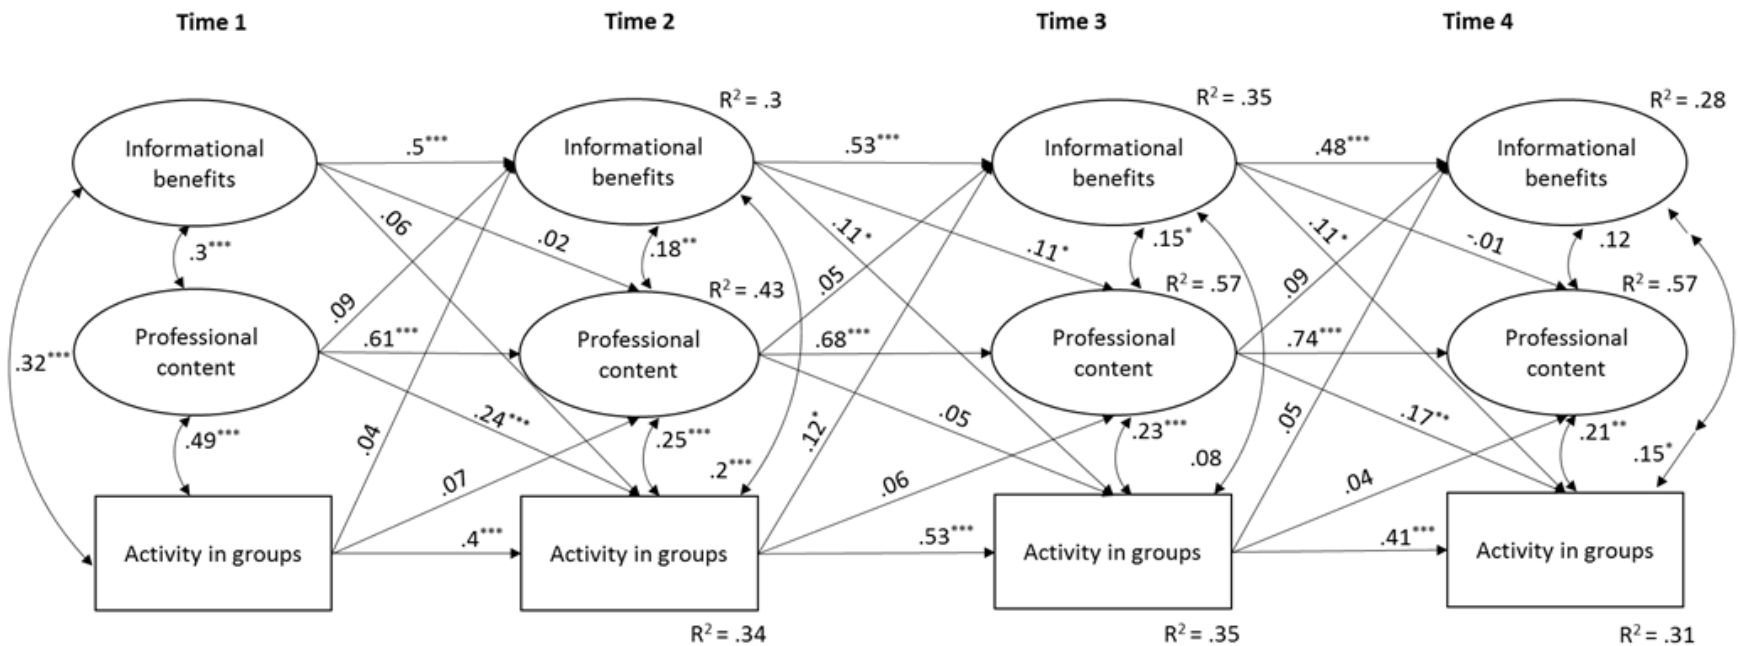 Time 1
Time 2
Time 3
Time 4
R² = .3
R² = .35
R² = .28
Informational
benefits
.5***
Informational
benefits
.53***
Informational
benefits
.48***
Informational
benefits
.06
.02
.11*
.11*
.11*
-.01
.3***
.18**
.15*
.12
R² = .43
R² = .57
R² = .57
.09
.05
.09
Professional
content
.61***
Professional
content
.68***
Professional
content
.74***
Professional
content
.32***
.24***
.05
.17**
.49***
.25***
.23***
.21**
.04
.12*
.05
.2***
.08
.15*
.07
.06
.04
Activity in groups
.4***
Activity in groups
.53***
Activity in groups
.41***
Activity in groups
R² = .34
R² = .35
R² = .31